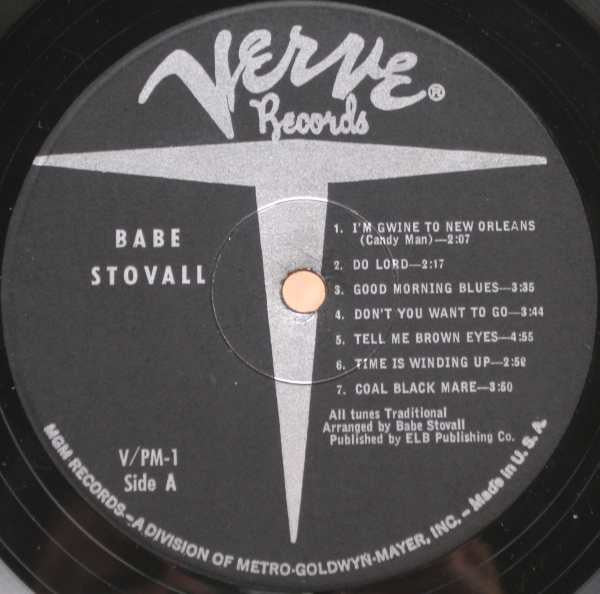 Verve®
Records
BABE
STOVALL
1. I'M GWINE TO NEW ORLEANS
(Candy Man)—2:07
2. DO LORD—2:17
3. GOOD MORNING BLUES—3:35
4. DON'T YOU WANT TO GO—3:44
5. TELL ME BROWN EYES—4:55
6. TIME IS WINDING UP—2:58
7. COAL BLACK MARE—3:50
All tunes Traditional
Arranged by Babe Stovall
Published by ELB Publishing Co.
V/PM-1
Side A
MGM RECORDS—A DIVISION OF METRO-GOLDWYN-MAYER, INC.—Made in U. S. A.